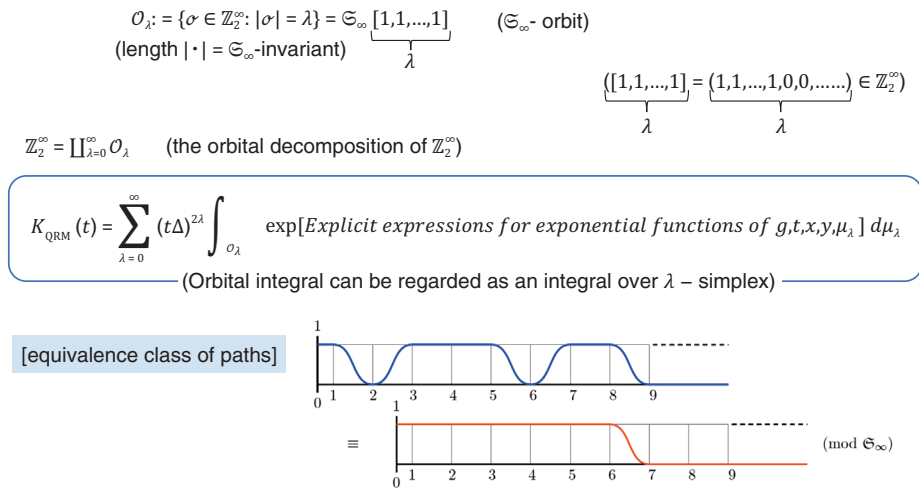 𝒪_λ: = {σ ∈ ℤ₂^∞: |σ| = λ} = 𝔖_∞ [1,1,...,1] (𝔖_∞- orbit)
(length |·| = 𝔖_∞-invariant) λ
([1,1,...,1] = (1,1,...1,0,0,......) ∈ ℤ₂^∞)
λ λ
ℤ₂^∞ = ∐_{λ=0}^∞ 𝒪_λ (the orbital decomposition of ℤ₂^∞)
K_QRM (t) = ∑_{λ = 0}^∞ (tΔ)^{2λ} ∫_{O_λ} exp[Explicit expressions for exponential functions of g,t,x,y,μ_λ] dμ_λ
(Orbital integral can be regarded as an integral over λ – simplex)
[equivalence class of paths]
1
0 1 2 3 4 5 6 7 8 9
1
≡ (mod 𝔖_∞)
0 1 2 3 4 5 6 7 8 9